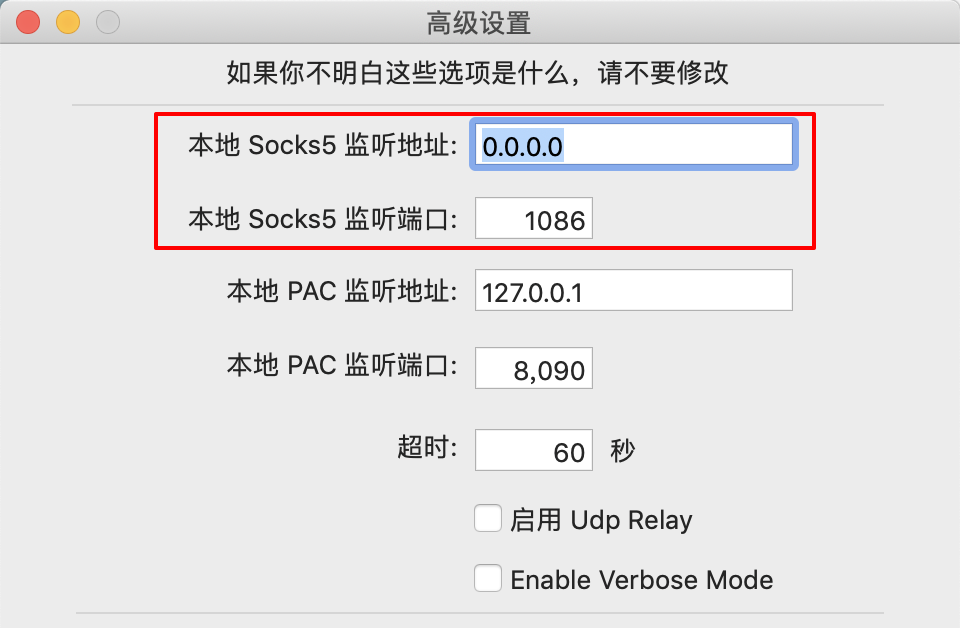 高级设置
如果你不明白这些选项是什么，请不要修改
本地 Socks5 监听地址: 0.0.0.0
本地 Socks5 监听端口: 1086
本地 PAC 监听地址: 127.0.0.1
本地 PAC 监听端口: 8,090
超时: 60 秒
启用 Udp Relay
Enable Verbose Mode